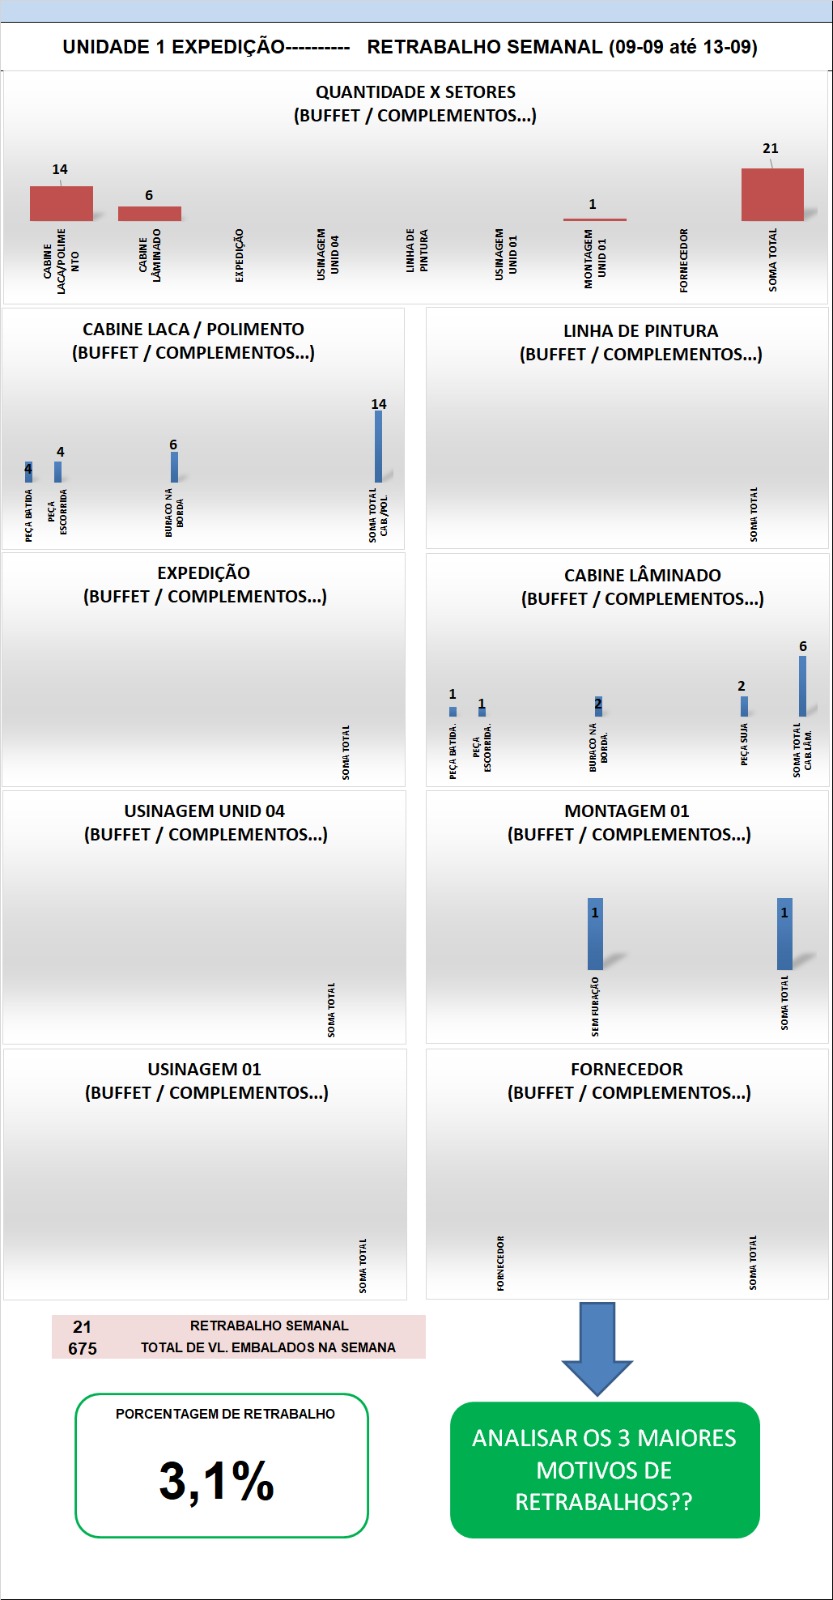 UNIDADE 1 EXPEDIÇÃO---------- RETRABALHO SEMANAL (09-09 até 13-09)
QUANTIDADE X SETORES
(BUFFET / COMPLEMENTOS...)
14
6
1
21
CABINE
LACA/POLIME
NTO
CABINE
LÂMINADO
EXPEDIÇÃO
USINAGEM
UNID 04
LINHA DE
PINTURA
USINAGEM
UNID 01
MONTAGEM
UNID 01
FORNECEDOR
SOMA TOTAL
CABINE LACA / POLIMENTO
(BUFFET / COMPLEMENTOS...)
4
4
6
14
PEÇA BATIDA
PEÇA
ESCORRIDA
BURACO NA
BORDA
SOMA TOTAL
CAB./POL.
LINHA DE PINTURA
(BUFFET / COMPLEMENTOS...)
SOMA TOTAL
EXPEDIÇÃO
(BUFFET / COMPLEMENTOS...)
SOMA TOTAL
CABINE LÂMINADO
(BUFFET / COMPLEMENTOS...)
1
1
2
2
6
PEÇA BATIDA.
PEÇA
ESCORRIDA.
BURACO NA
BORDA.
PEÇA SUJA
SOMA TOTAL
CAB.LÂM.
USINAGEM UNID 04
(BUFFET / COMPLEMENTOS...)
SOMA TOTAL
MONTAGEM 01
(BUFFET / COMPLEMENTOS...)
1
1
SEM FURAÇÃO
SOMA TOTAL
USINAGEM 01
(BUFFET / COMPLEMENTOS...)
SOMA TOTAL
FORNECEDOR
(BUFFET / COMPLEMENTOS...)
FORNECEDOR
SOMA TOTAL
21 RETRABALHO SEMANAL
675 TOTAL DE VL. EMBALADOS NA SEMANA
PORCENTAGEM DE RETRABALHO
3,1%
ANALISAR OS 3 MAIORES
MOTIVOS DE
RETRABALHOS??